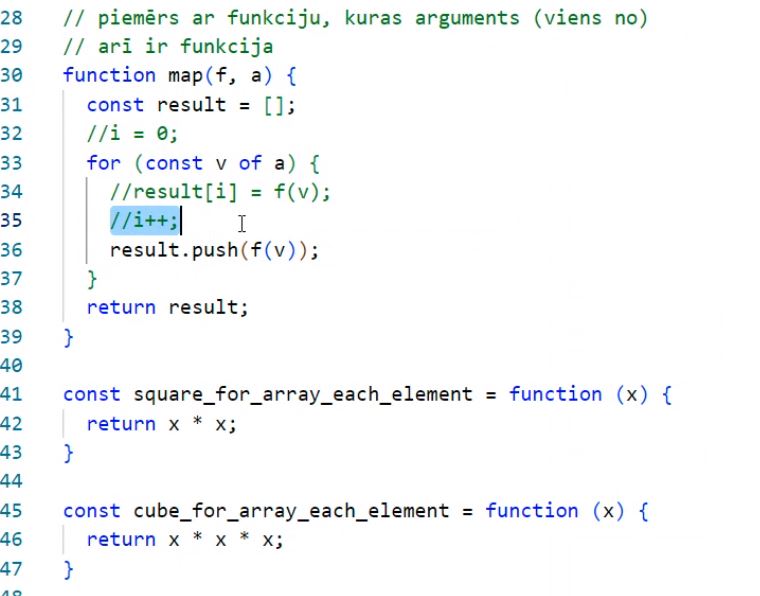 28 // piemērs ar funkciju, kuras arguments (viens no)
29 // arī ir funkcija
30 function map(f, a) {
31 const result = [];
32 //i = 0;
33 for (const v of a) {
34 //result[i] = f(v);
35 //i++;
36 result.push(f(v));
37 }
38 return result;
39 }
40
41 const square_for_array_each_element = function (x) {
42 return x * x;
43 }
44
45 const cube_for_array_each_element = function (x) {
46 return x * x * x;
47 }